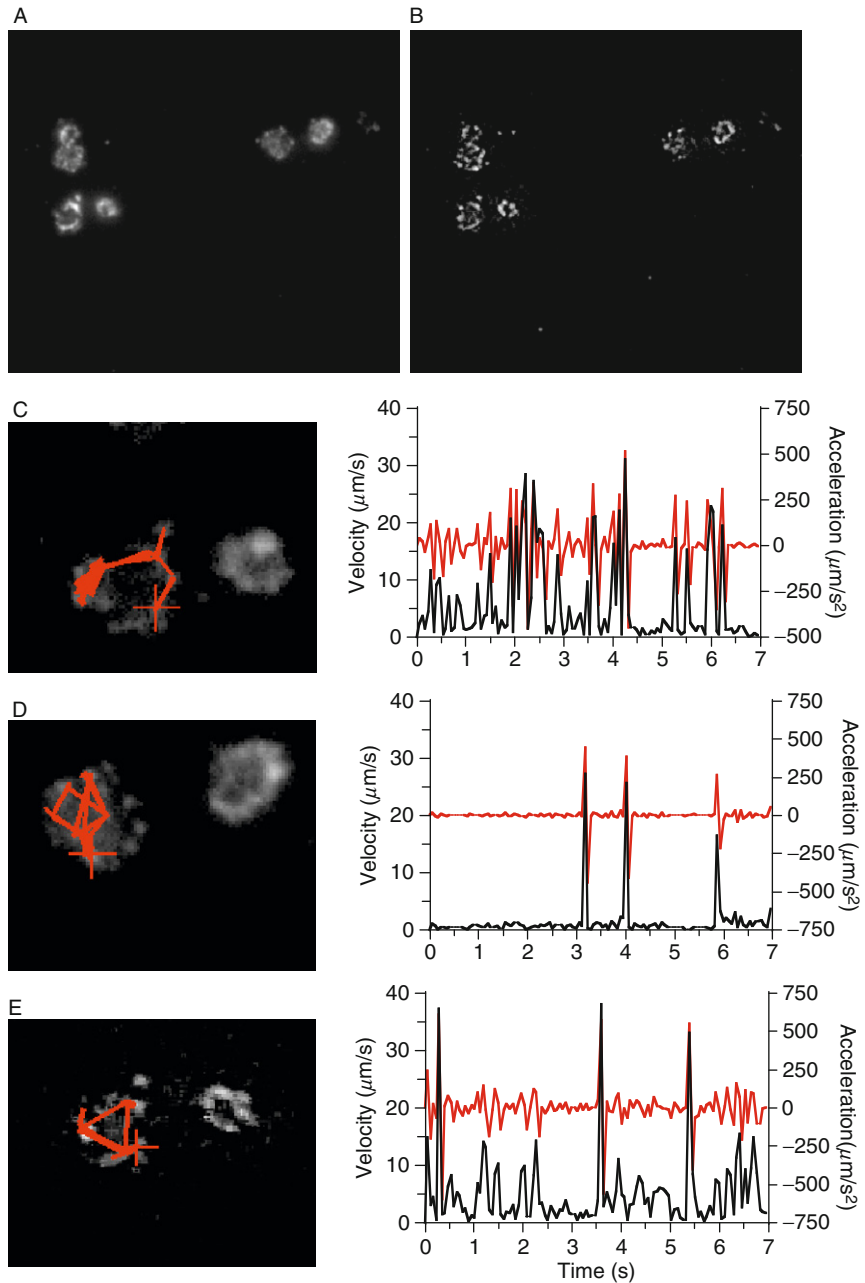 A
B
C
40
30
20
10
0
Velocity (μm/s)
750
500
250
0
−250
−500
Acceleration (μm/s²)
0 1 2 3 4 5 6 7
D
40
30
20
10
0
Velocity (μm/s)
750
500
250
0
−250
−500
−750
Acceleration(μm/s²)
0 1 2 3 4 5 6 7
E
40
30
20
10
0
Velocity (μm/s)
750
500
250
0
−250
−500
−750
Acceleration(μm/s²)
0 1 2 3 4 5 6 7
Time (s)